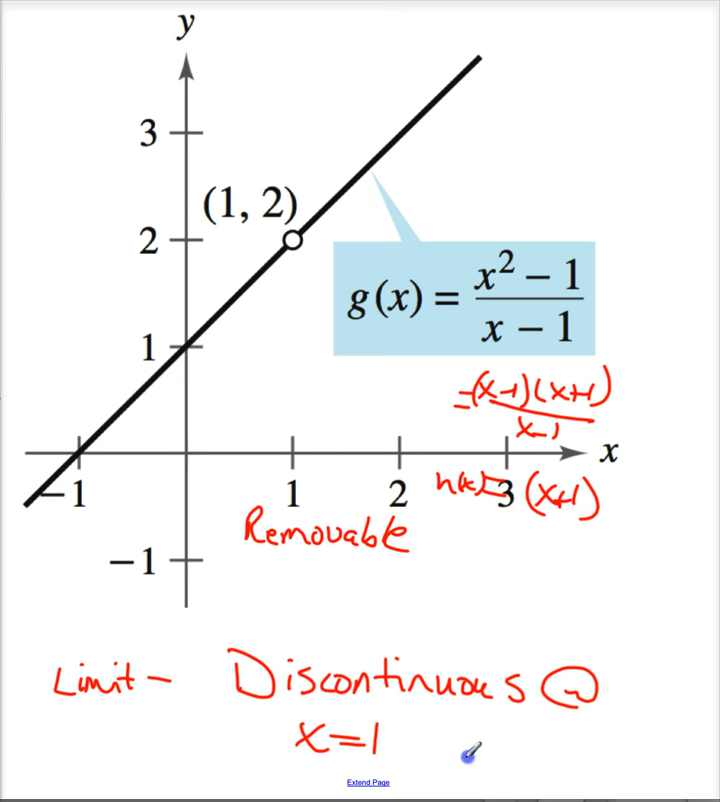 y
3
(1, 2)
2
g(x) = x² − 1 / x − 1
1
= (x-1)(x+1)
x-1
x
−1 1 2 3
h(x)= (x+1)
Removable
−1
Limit - Discontinuous @
x=1
Extend Page